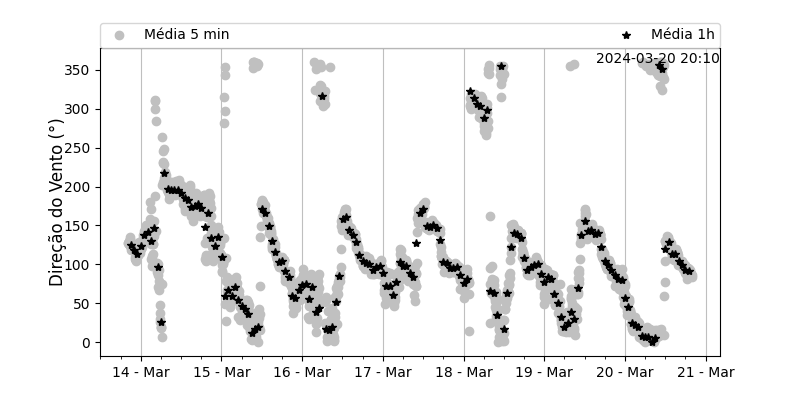 Média 5 min
Média 1h
2024-03-20 20:10
Direção do Vento (°)
350
300
250
200
150
100
50
0
14 - Mar
15 - Mar
16 - Mar
17 - Mar
18 - Mar
19 - Mar
20 - Mar
21 - Mar